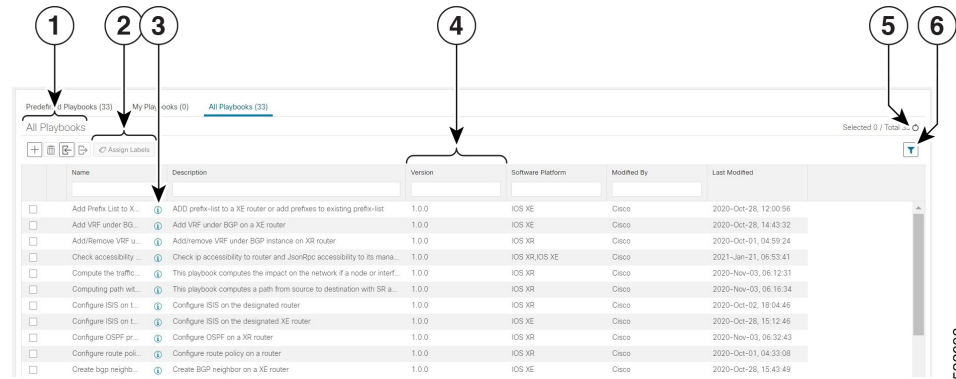 1 2 3 4 5 6
Playbooks (33) My ooks (0) All Playbooks (33)
All Playbooks Selected 0 / Total
Assign Labels
Name Description Version Software Platform Modified By Last Modified
Add Prefix List to X... ADD prefix-list to a XE router or add prefixes to existing prefix-list 1.0.0 IOS XE Cisco 2020-Oct-28, 12:00:56
Add VRF under BG... Add VRF under BGP on a XE router 1.0.0 IOS XE Cisco 2020-Oct-28, 14:43:32
Add/Remove VRF u... Add/remove VRF under BGP instance on XR router 1.0.0 IOS XR Cisco 2020-Oct-01, 04:59:24
Check accessibility ... Check ip accessibility to router and JsonRpc accessibility to its mana... 1.0.0 IOS XR,IOS XE Cisco 2021-Jan-21, 06:53:41
Compute the traffic... This playbook computes the impact on the network if a node or interf... 1.0.0 IOS XR Cisco 2020-Nov-03, 06:12:31
Computing path wit... This playbook computes a path from source to destination with SR a... 1.0.0 IOS XR Cisco 2020-Nov-03, 06:16:34
Configure ISIS on t... Configure ISIS on the designated router 1.0.0 IOS XR Cisco 2020-Oct-02, 18:04:46
Configure ISIS on t... Configure ISIS on the designated XE router 1.0.0 IOS XE Cisco 2020-Oct-28, 15:12:46
Configure OSPF pr... Configure OSPF on a XR router 1.0.0 IOS XR Cisco 2020-Nov-03, 06:32:43
Configure route poli... Configure route policy on a router 1.0.0 IOS XR Cisco 2020-Oct-01, 04:33:08
Create bgp neighb... Create BGP neighbor on a XE router 1.0.0 IOS XE Cisco 2020-Oct-28, 15:43:49